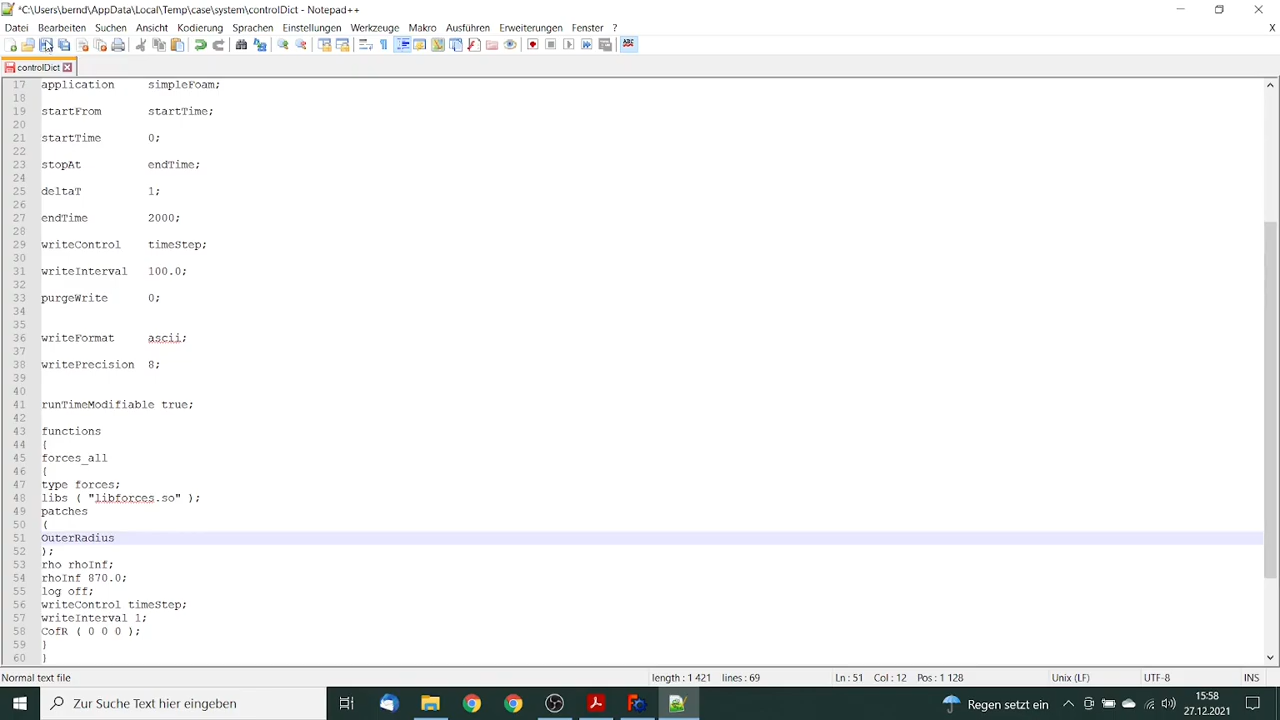 *C:\Users\bernd\AppData\Local\Temp\case\system\controlDict - Notepad++
Datei Bearbeiten Suchen Ansicht Kodierung Sprachen Einstellungen Werkzeuge Makro Ausführen Erweiterungen Fenster ? X
controlDict
17 application simpleFoam;
18
19 startFrom startTime;
20
21 startTime 0;
22
23 stopAt endTime;
24
25 deltaT 1;
26
27 endTime 2000;
28
29 writeControl timeStep;
30
31 writeInterval 100.0;
32
33 purgeWrite 0;
34
35
36 writeFormat ascii;
37
38 writePrecision 8;
39
40
41 runTimeModifiable true;
42
43 functions
44 {
45 forces_all
46 {
47 type forces;
48 libs ( "libforces.so" );
49 patches
50 (
51 OuterRadius
52 );
53 rho rhoInf;
54 rhoInf 870.0;
55 log off;
56 writeControl timeStep;
57 writeInterval 1;
58 CofR ( 0 0 0 );
59 }
60 }
Normal text file length : 1 421 lines : 69 Ln : 51 Col : 12 Pos : 1 128 Unix (LF) UTF-8 INS
Zur Suche Text hier eingeben Regen setzt ein 15:58
27.12.2021